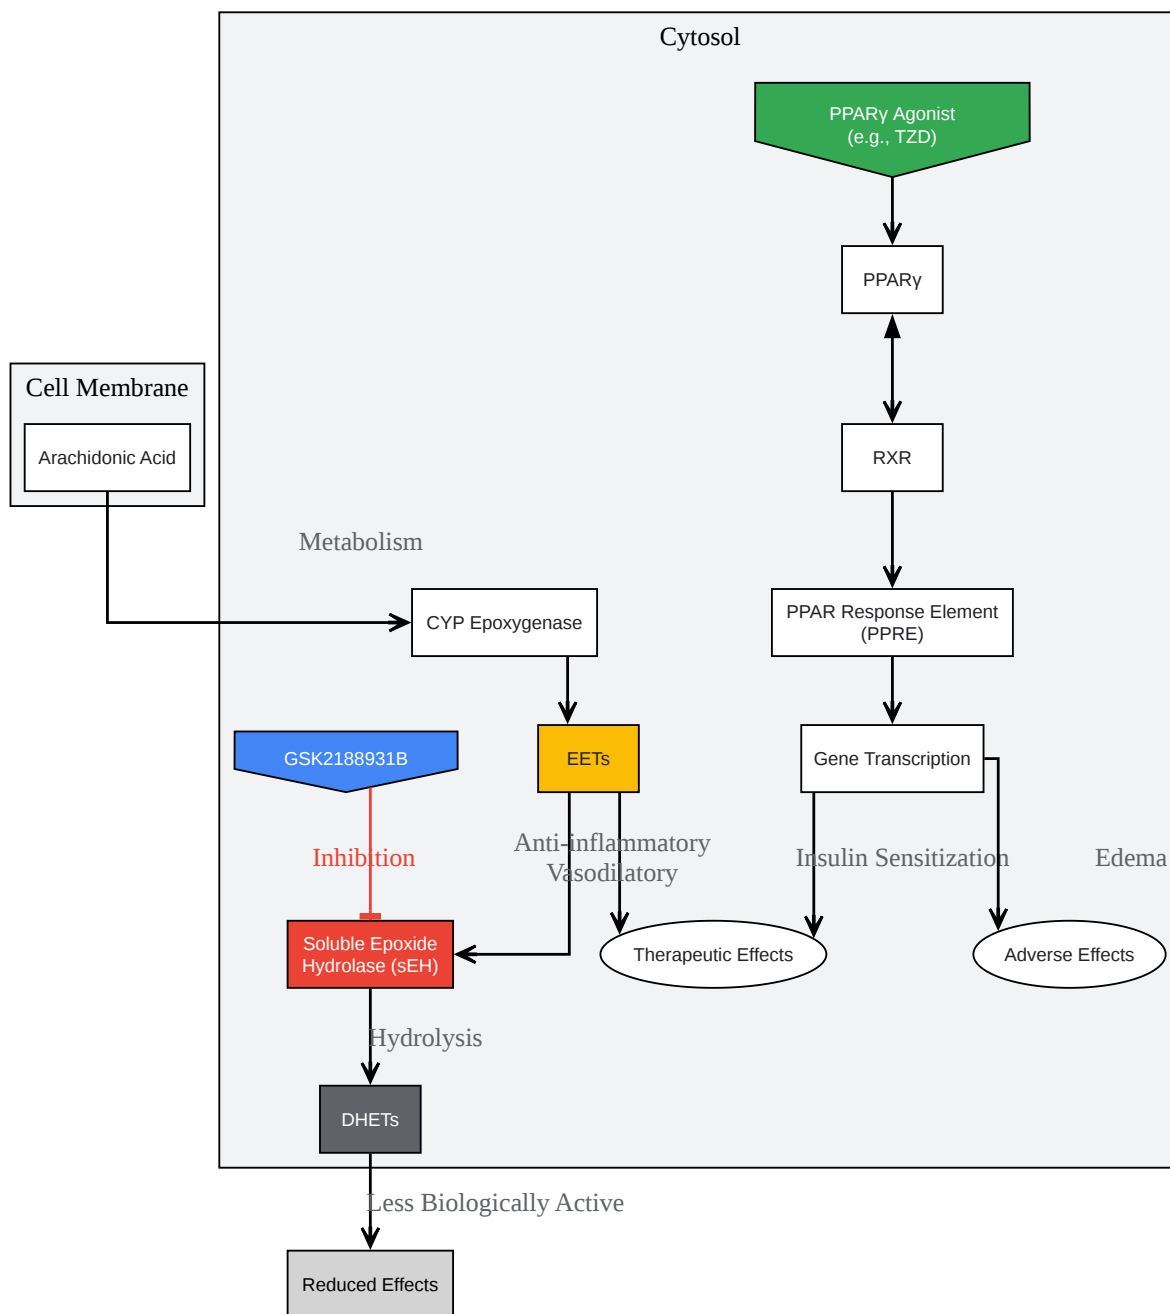 Cytosol
PPARγ Agonist
(e.g., TZD)
PPARγ
Cell Membrane
Arachidonic Acid
RXR
Metabolism
CYP Epoxygenase
PPAR Response Element
(PPRE)
GSK2188931B
EETs
Gene Transcription
Inhibition
Anti-inflammatory
Vasodilatory
Insulin Sensitization
Edema
Soluble Epoxide
Hydrolase (sEH)
Therapeutic Effects
Adverse Effects
Hydrolysis
DHETs
Less Biologically Active
Reduced Effects